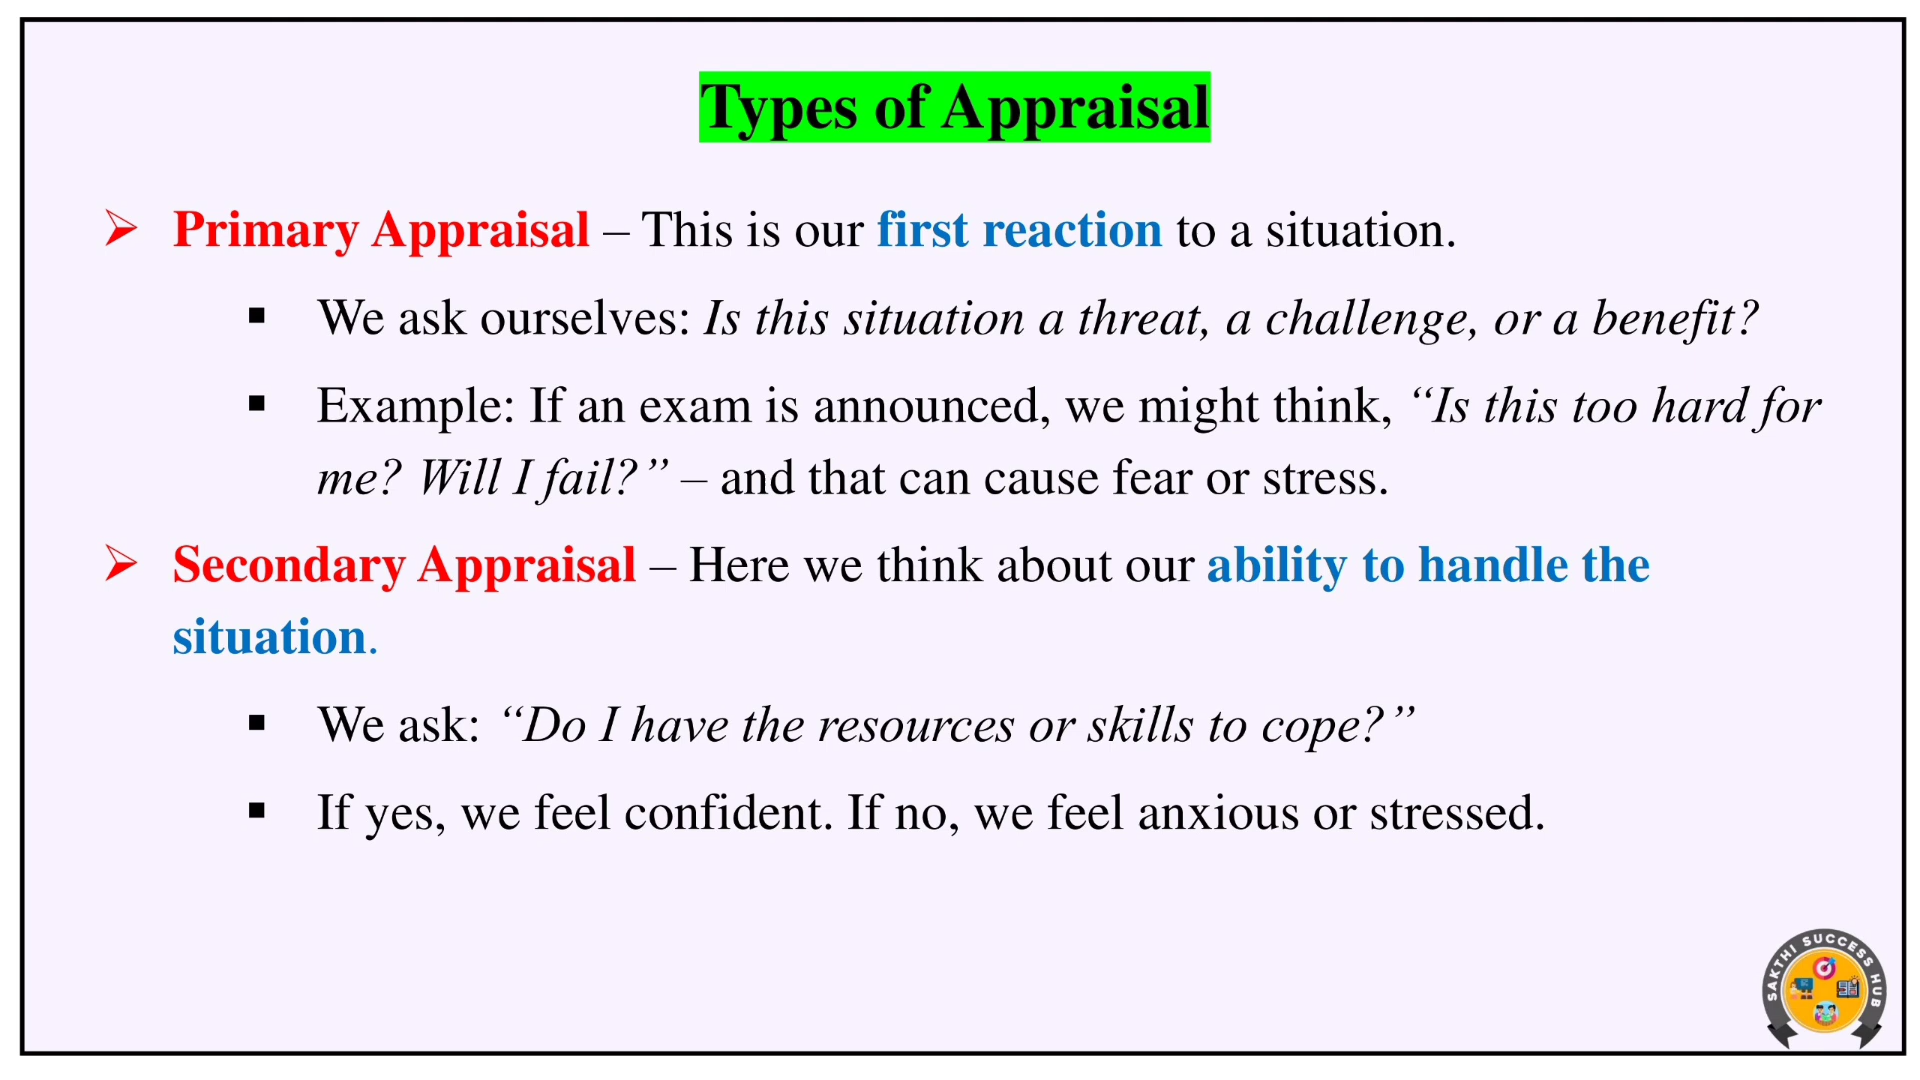 Types of Appraisal
➢ Primary Appraisal – This is our first reaction to a situation.
▪ We ask ourselves: Is this situation a threat, a challenge, or a benefit?
▪ Example: If an exam is announced, we might think, “Is this too hard for
me? Will I fail?” – and that can cause fear or stress.
➢ Secondary Appraisal – Here we think about our ability to handle the
situation.
▪ We ask: “Do I have the resources or skills to cope?”
▪ If yes, we feel confident. If no, we feel anxious or stressed.
SAKTHI SUCCESS HUB